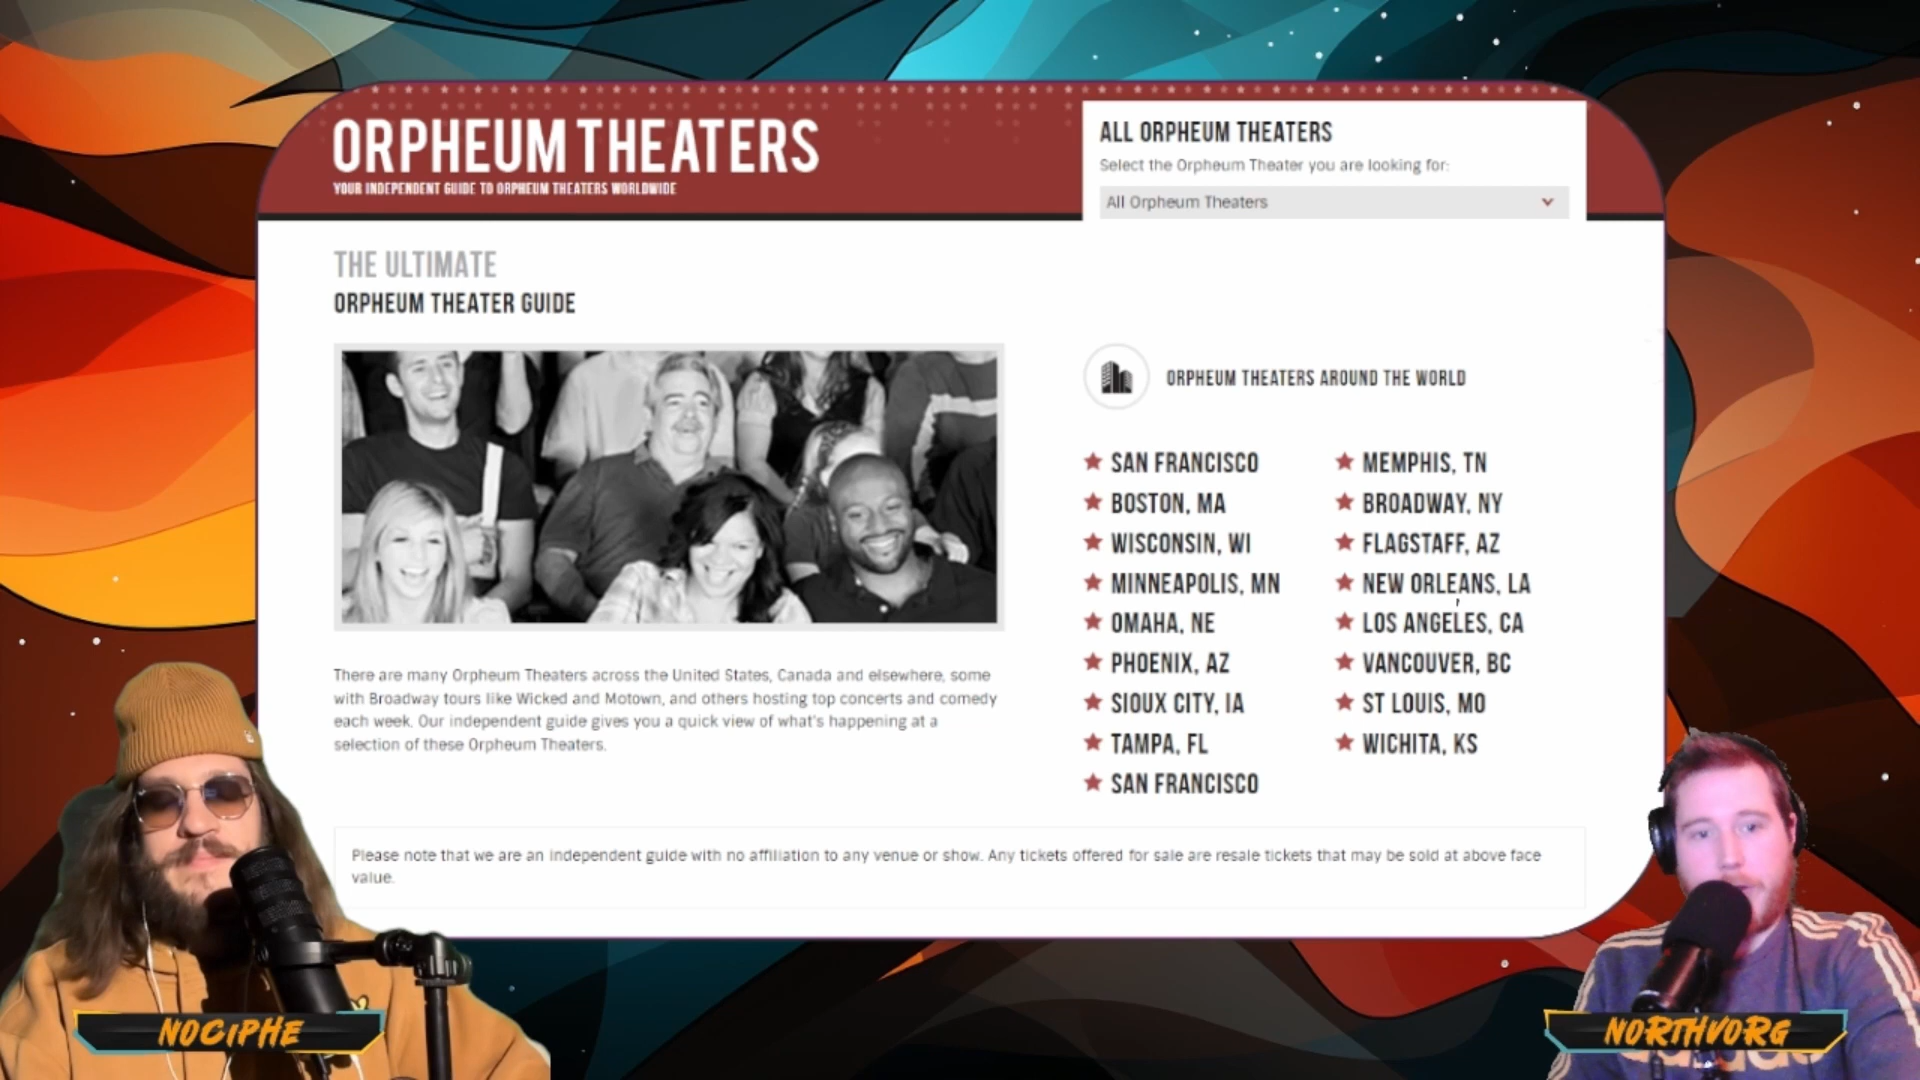 ORPHEUM THEATERS
YOUR INDEPENDENT GUIDE TO ORPHEUM THEATERS WORLDWIDE
ALL ORPHEUM THEATERS
Select the Orpheum Theater you are looking for:
All Orpheum Theaters
THE ULTIMATE
ORPHEUM THEATER GUIDE
There are many Orpheum Theaters across the United States, Canada and elsewhere, some
with Broadway tours like Wicked and Motown, and others hosting top concerts and comedy
each week. Our independent guide gives you a quick view of what's happening at a
selection of these Orpheum Theaters.
ORPHEUM THEATERS AROUND THE WORLD
SAN FRANCISCO
BOSTON, MA
WISCONSIN, WI
MINNEAPOLIS, MN
OMAHA, NE
PHOENIX, AZ
SIOUX CITY, IA
TAMPA, FL
SAN FRANCISCO
MEMPHIS, TN
BROADWAY, NY
FLAGSTAFF, AZ
NEW ORLEANS, LA
LOS ANGELES, CA
VANCOUVER, BC
ST LOUIS, MO
WICHITA, KS
Please note that we are an independent guide with no affiliation to any venue or show. Any tickets offered for sale are resale tickets that may be sold at above face
value.
NOCIPHE
NORTHVORG